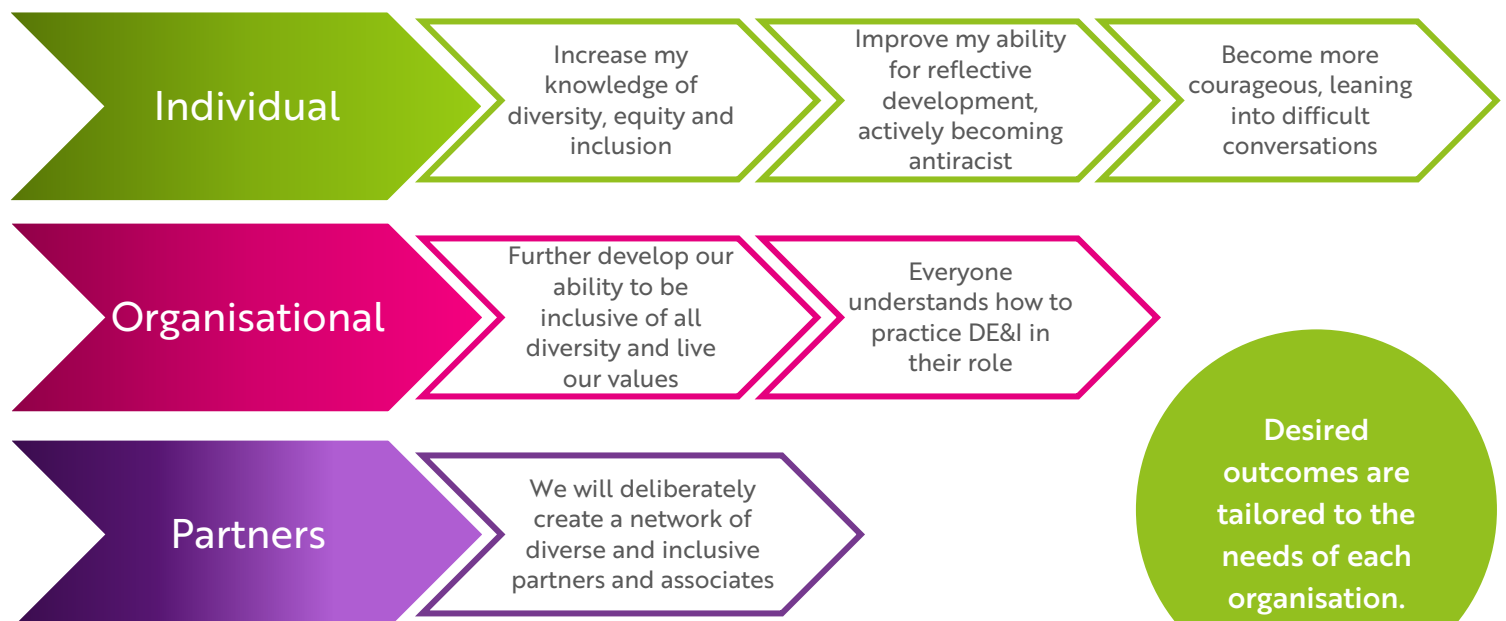 Individual
Increase my
knowledge of
diversity, equity and
inclusion
Improve my ability
for reflective
development,
actively becoming
antiracist
Become more
courageous, leaning
into difficult
conversations
Organisational
Further develop our
ability to be
inclusive of all
diversity and live
our values
Everyone
understands how to
practice DE&I in
their role
Partners
We will deliberately
create a network of
diverse and inclusive
partners and associates
Desired
outcomes are
tailored to the
needs of each
organisation.